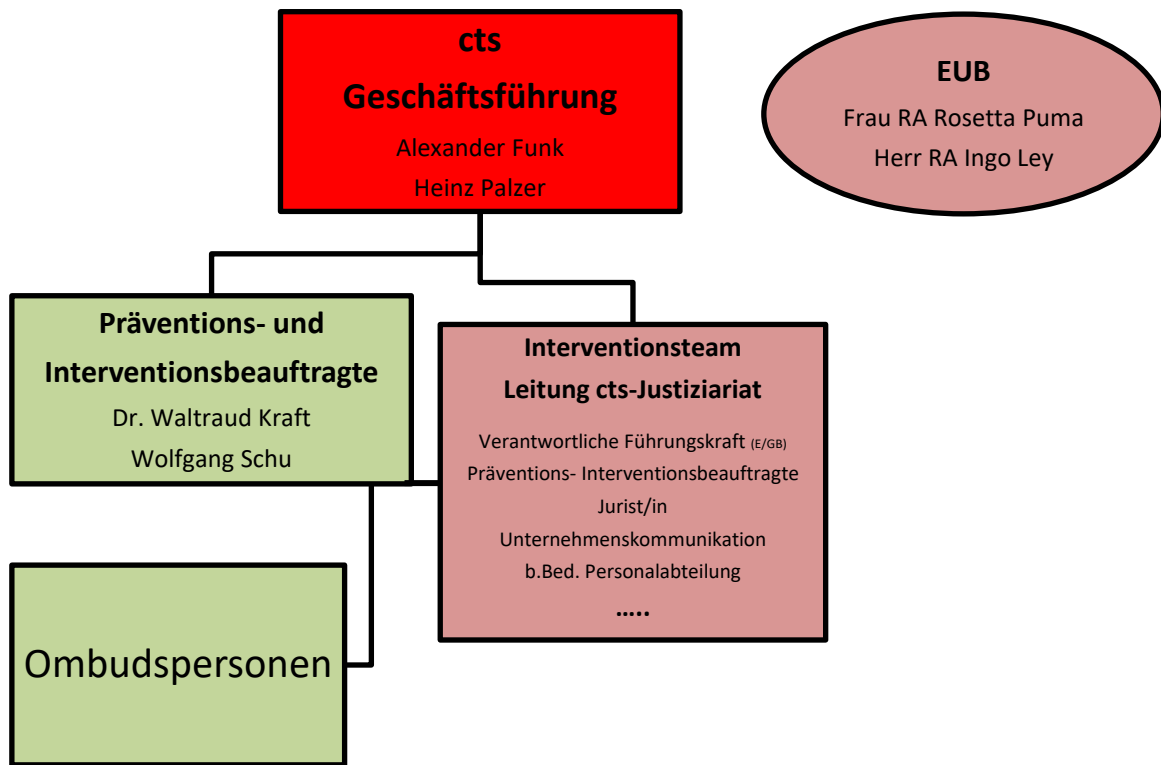 cts
Geschäftsführung
Alexander Funk
Heinz Palzer
EUB
Frau RA Rosetta Puma
Herr RA Ingo Ley
Präventions- und
Interventionsbeauftragte
Dr. Waltraud Kraft
Wolfgang Schu
Interventionsteam
Leitung cts-Justiziariat
Verantwortliche Führungskraft (E/GB)
Präventions- Interventionsbeauftragte
Jurist/in
Unternehmenskommunikation
b.Bed. Personalabteilung
…..
Ombudspersonen